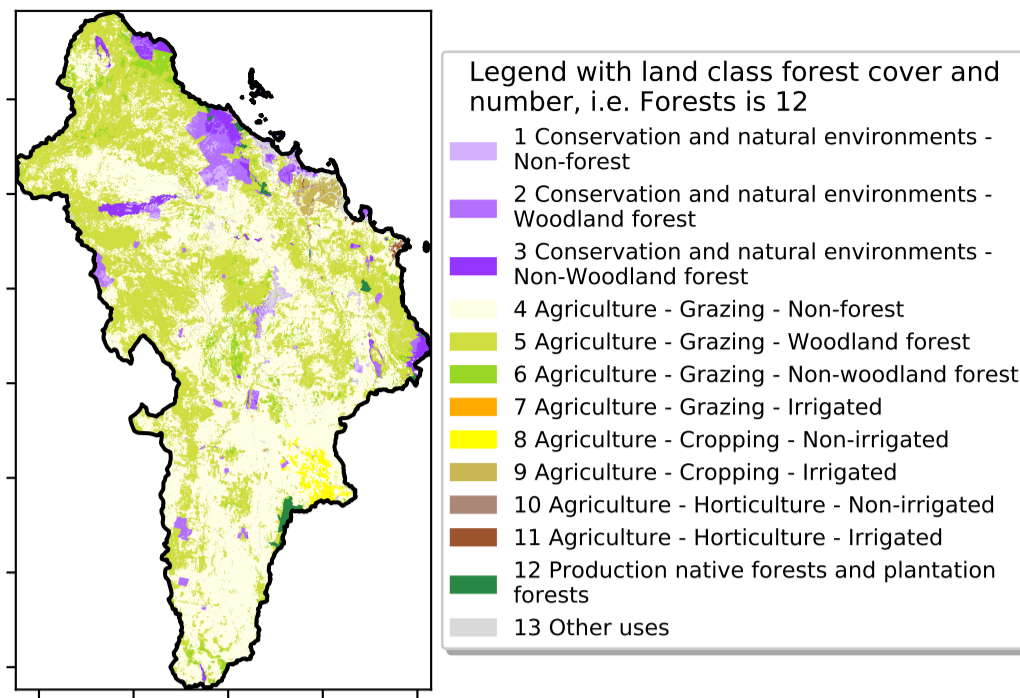 Legend with land class forest cover and
number, i.e. Forests is 12
1 Conservation and natural environments -
Non-forest
2 Conservation and natural environments -
Woodland forest
3 Conservation and natural environments -
Non-Woodland forest
4 Agriculture - Grazing - Non-forest
5 Agriculture - Grazing - Woodland forest
6 Agriculture - Grazing - Non-woodland forest
7 Agriculture - Grazing - Irrigated
8 Agriculture - Cropping - Non-irrigated
9 Agriculture - Cropping - Irrigated
10 Agriculture - Horticulture - Non-irrigated
11 Agriculture - Horticulture - Irrigated
12 Production native forests and plantation
forests
13 Other uses